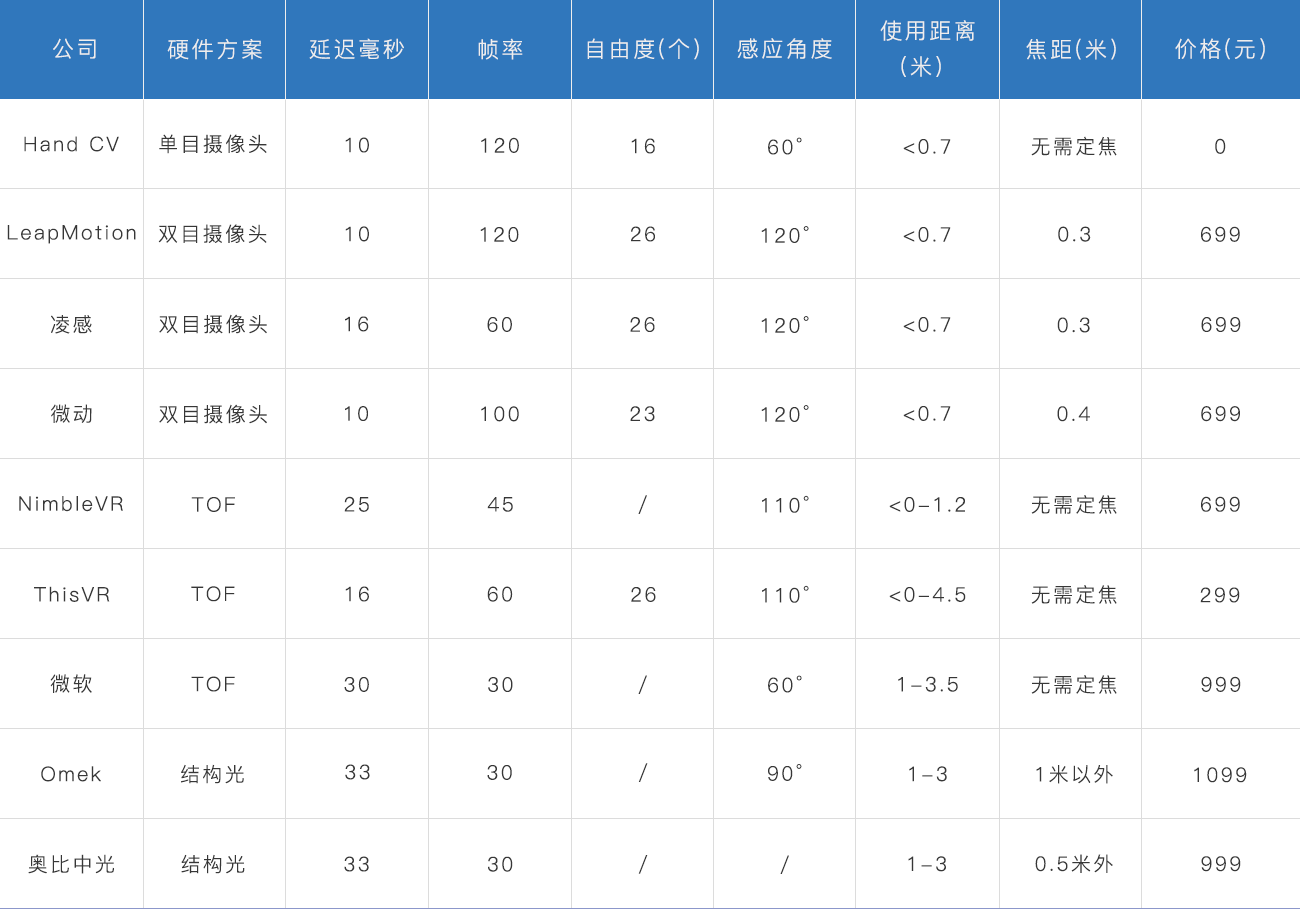 公司 硬件方案 延迟毫秒 帧率 自由度(个) 感应角度 使用距离(米) 焦距(米) 价格(元)
Hand CV 单目摄像头 10 120 16 60° <0.7 无需定焦 0
LeapMotion 双目摄像头 10 120 26 120° <0.7 0.3 699
凌感 双目摄像头 16 60 26 120° <0.7 0.3 699
微动 双目摄像头 10 100 23 120° <0.7 0.4 699
NimbleVR TOF 25 45 / 110° <0-1.2 无需定焦 699
ThisVR TOF 16 60 26 110° <0-4.5 无需定焦 299
微软 TOF 30 30 / 60° 1-3.5 无需定焦 999
Omek 结构光 33 30 / 90° 1-3 1米以外 1099
奥比中光 结构光 33 30 / / 1-3 0.5米外 999